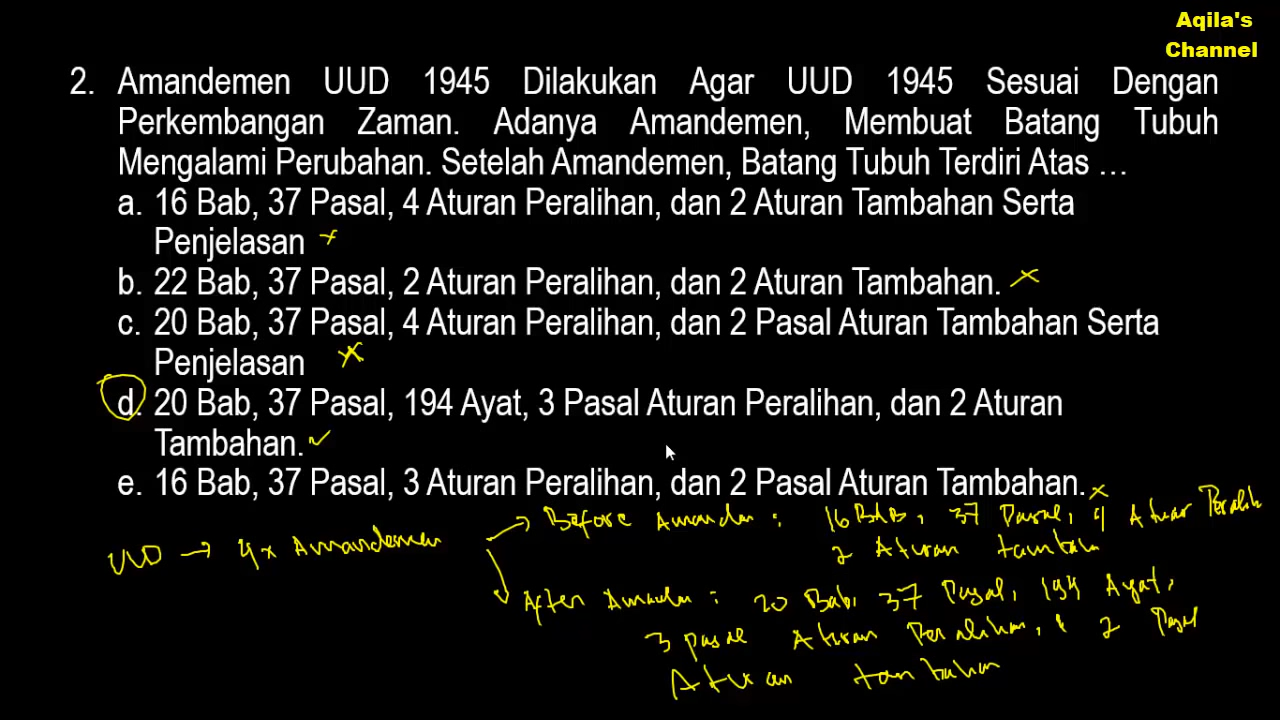 Aqila's
Channel
2. Amandemen UUD 1945 Dilakukan Agar UUD 1945 Sesuai Dengan
Perkembangan Zaman. Adanya Amandemen, Membuat Batang Tubuh
Mengalami Perubahan. Setelah Amandemen, Batang Tubuh Terdiri Atas ...
a. 16 Bab, 37 Pasal, 4 Aturan Peralihan, dan 2 Aturan Tambahan Serta
Penjelasan
b. 22 Bab, 37 Pasal, 2 Aturan Peralihan, dan 2 Aturan Tambahan.
c. 20 Bab, 37 Pasal, 4 Aturan Peralihan, dan 2 Pasal Aturan Tambahan Serta
Penjelasan
d. 20 Bab, 37 Pasal, 194 Ayat, 3 Pasal Aturan Peralihan, dan 2 Aturan
Tambahan.
e. 16 Bab, 37 Pasal, 3 Aturan Peralihan, dan 2 Pasal Aturan Tambahan.
UUD → 4x Amandemen
Before : 16 BAB, 37 Pasal, 4 Aturan
2 Aturan
After : 20 Bab, 37 Pasal, 194 Ayat,
3 pasal Aturan Peralihan, 2 Pasal
Aturan tambahan